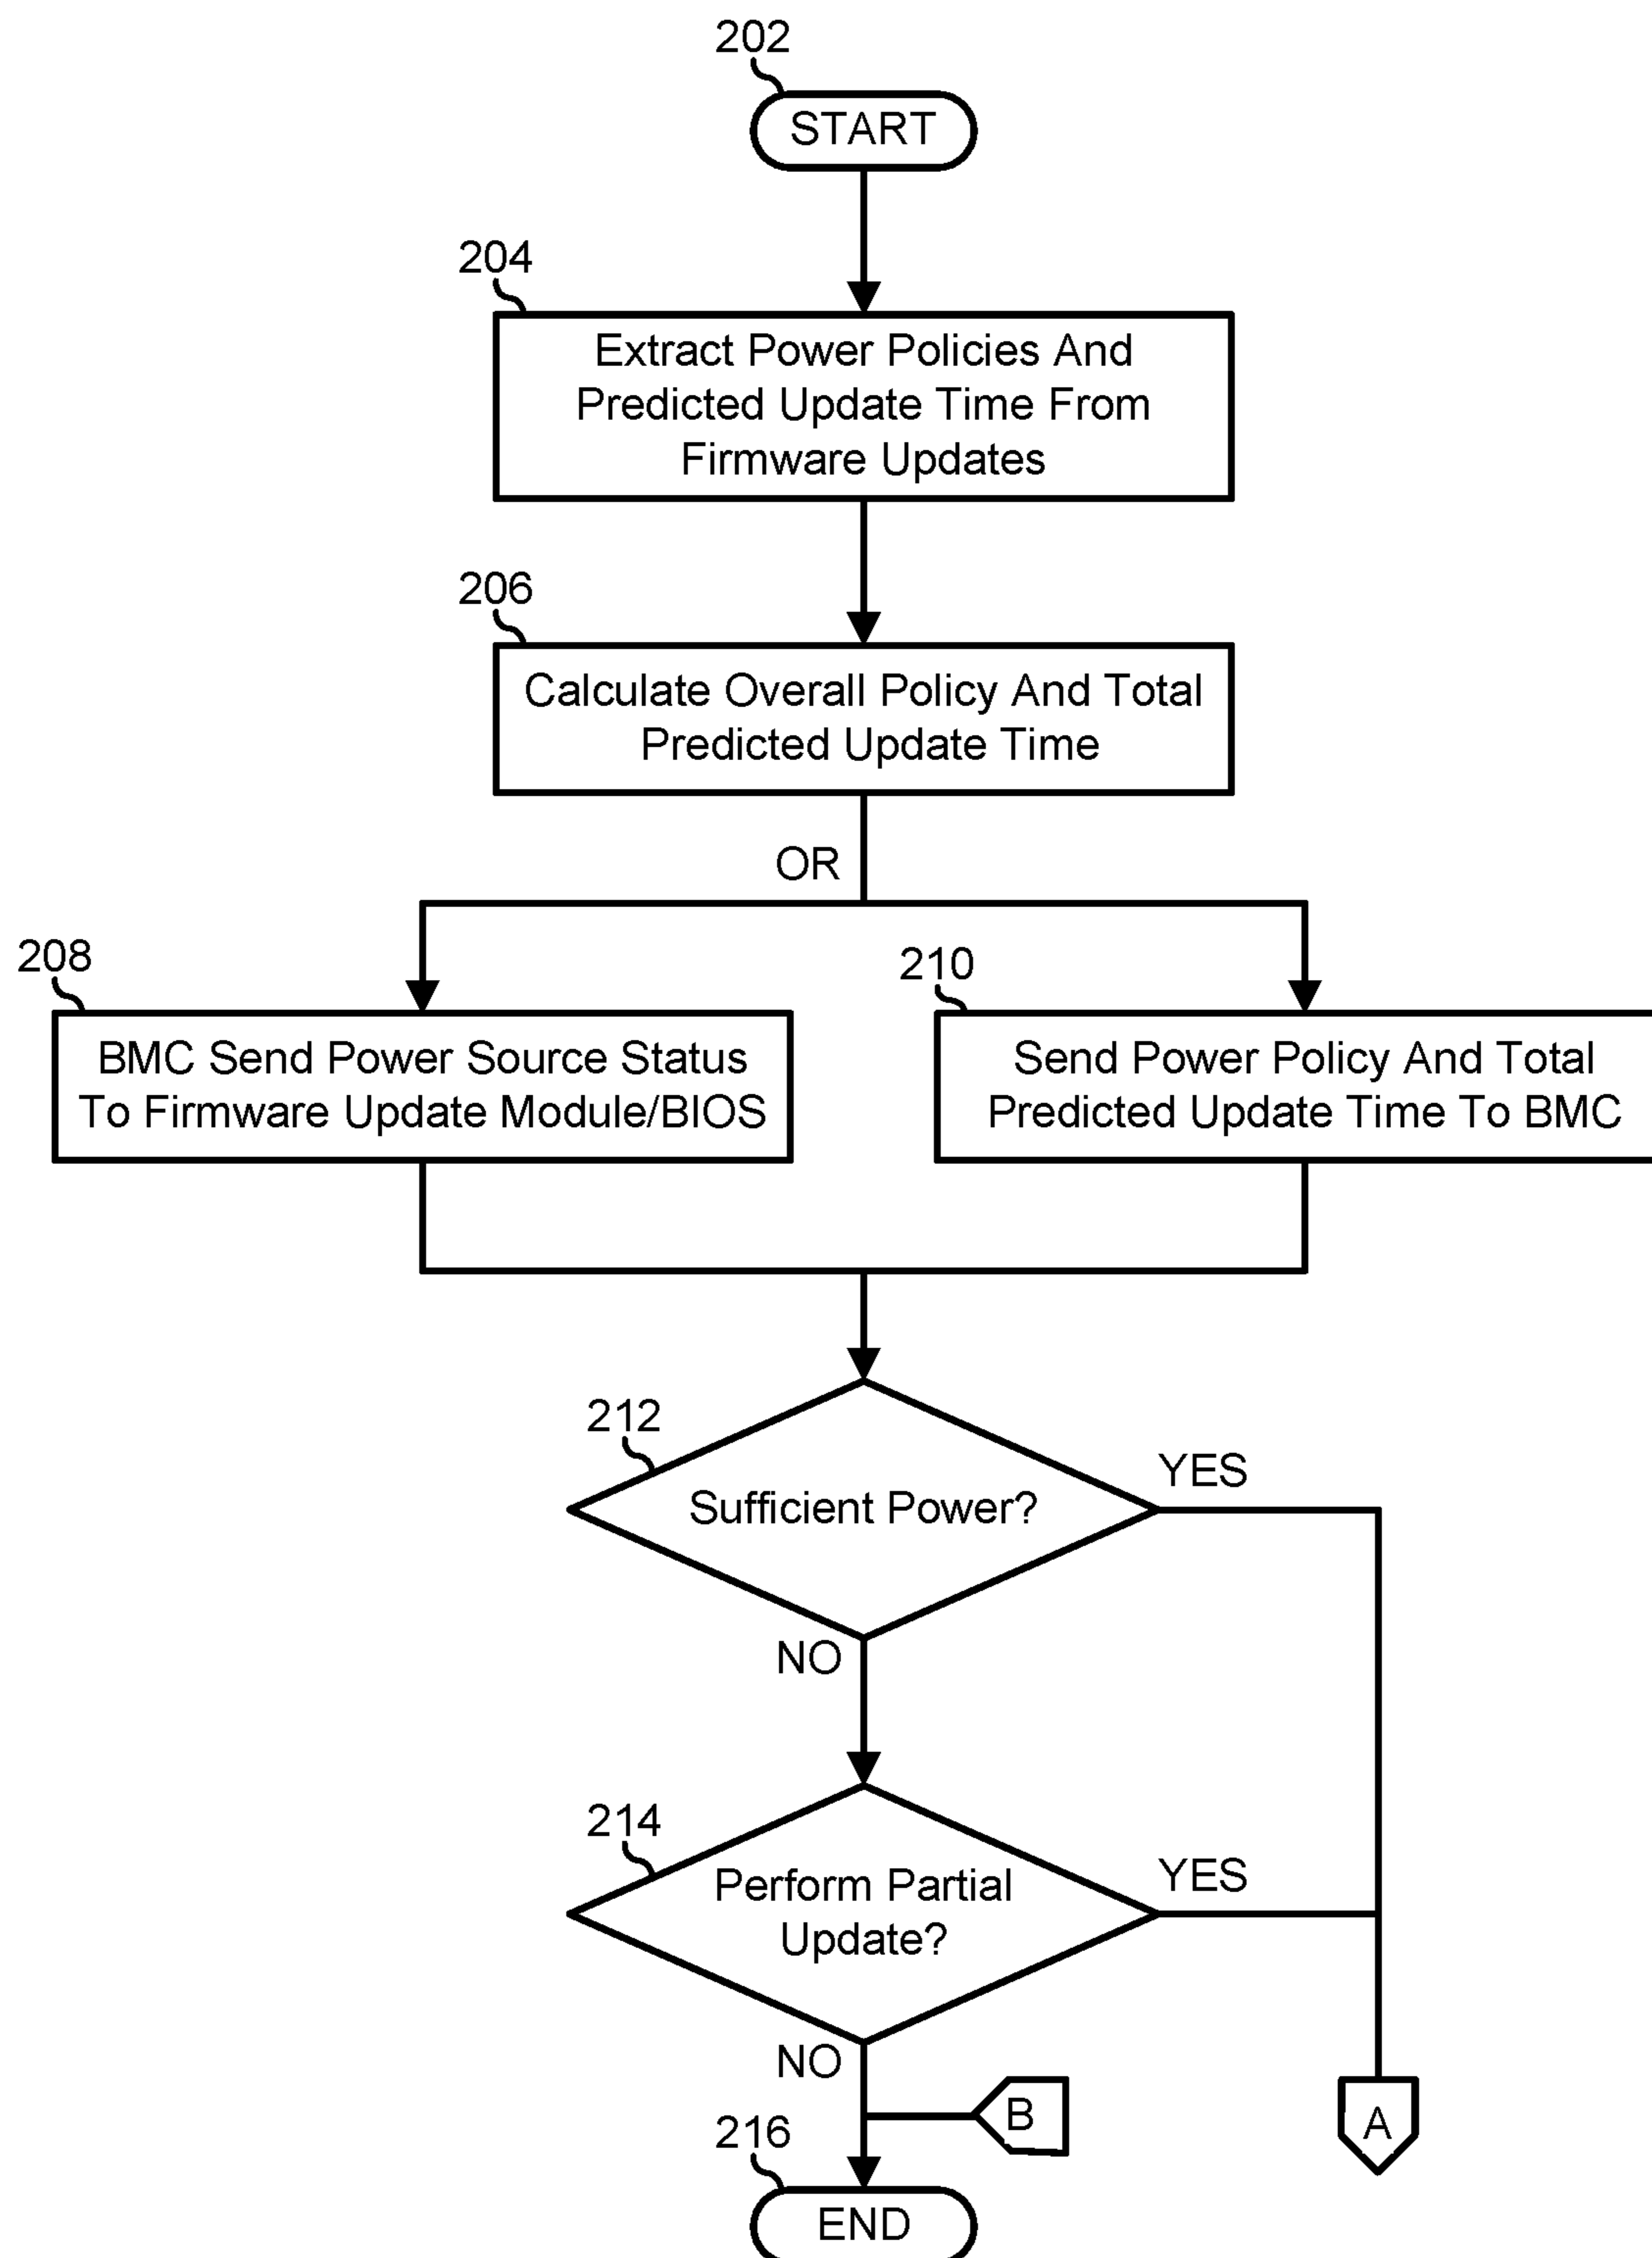 202
START
204
Extract Power Policies And
Predicted Update Time From
Firmware Updates
206
Calculate Overall Policy And Total
Predicted Update Time
OR
208
BMC Send Power Source Status
To Firmware Update Module/BIOS
210
Send Power Policy And Total
Predicted Update Time To BMC
212
Sufficient Power?
YES
NO
214
Perform Partial
Update?
YES
NO
B
A
216
END